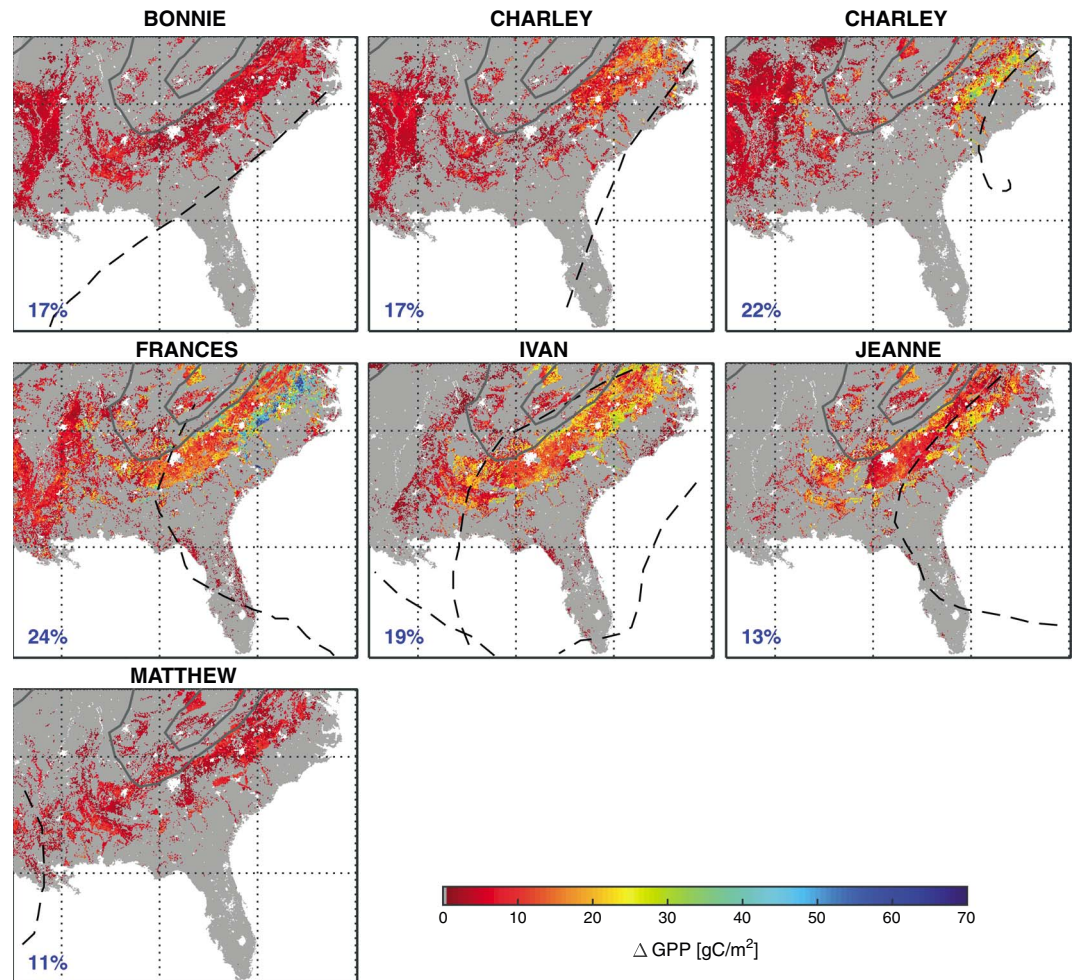 BONNIE CHARLEY CHARLEY
17% 17% 22%
FRANCES IVAN JEANNE
24% 19% 13%
MATTHEW
11%
0 10 20 30 40 50 60 70
Δ GPP [gC/m²]